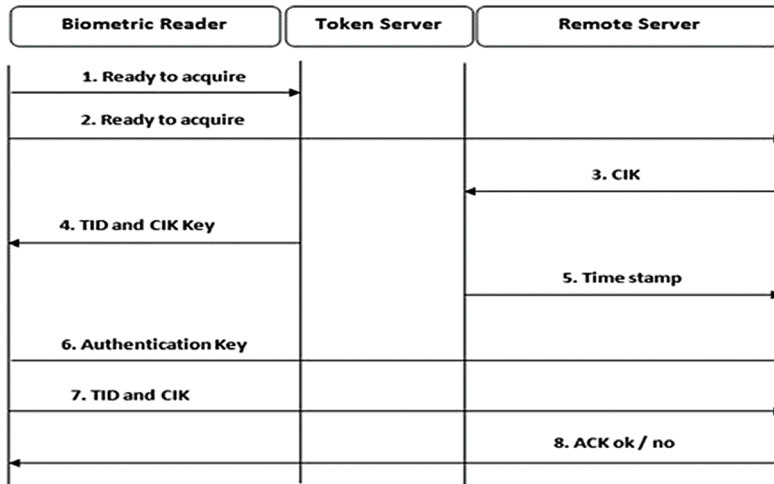 Biometric Reader
Token Server
Remote Server
1. Ready to acquire
2. Ready to acquire
3. CIK
4. TID and CIK Key
5. Time stamp
6. Authentication Key
7. TID and CIK
8. ACK ok / no